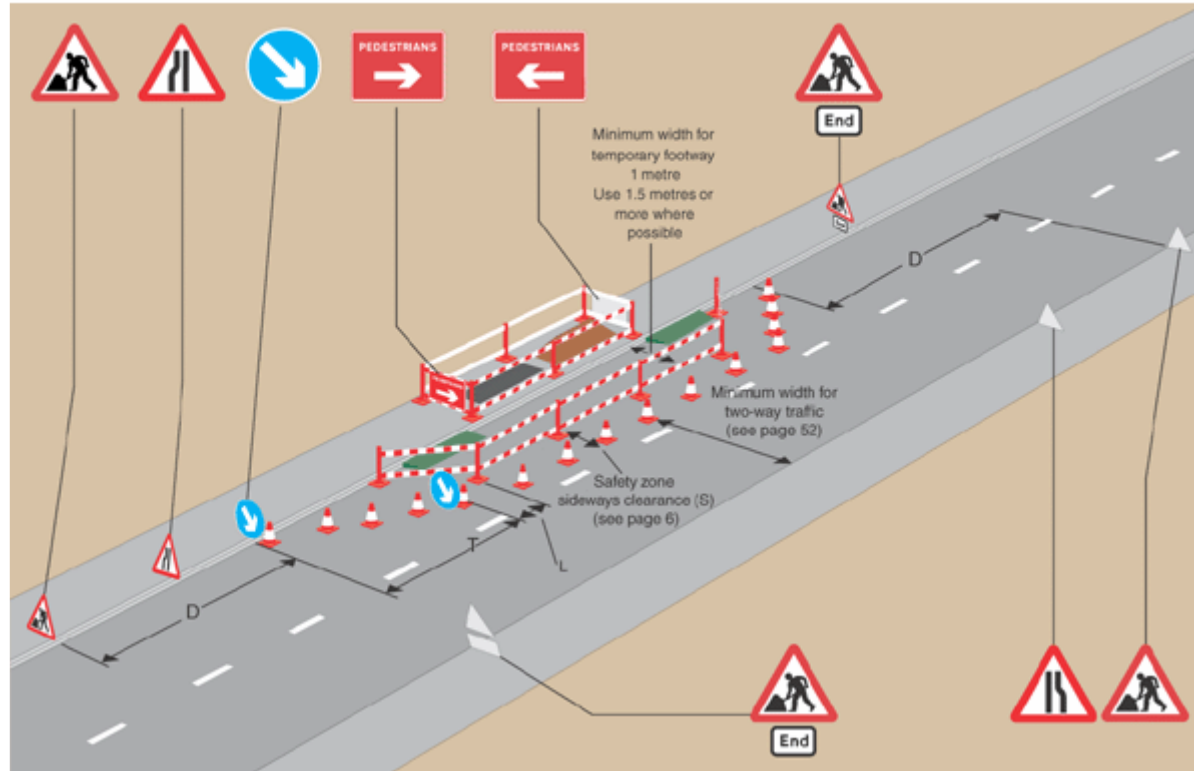 PEDESTRIANS
PEDESTRIANS
End
Minimum width for
temporary footway
1 metre
Use 1.5 metres or
more where
possible
D
Minimum width for
two-way traffic
(see page 52)
Safety zone
sideways clearance (S)
(see page 6)
T
L
D
End